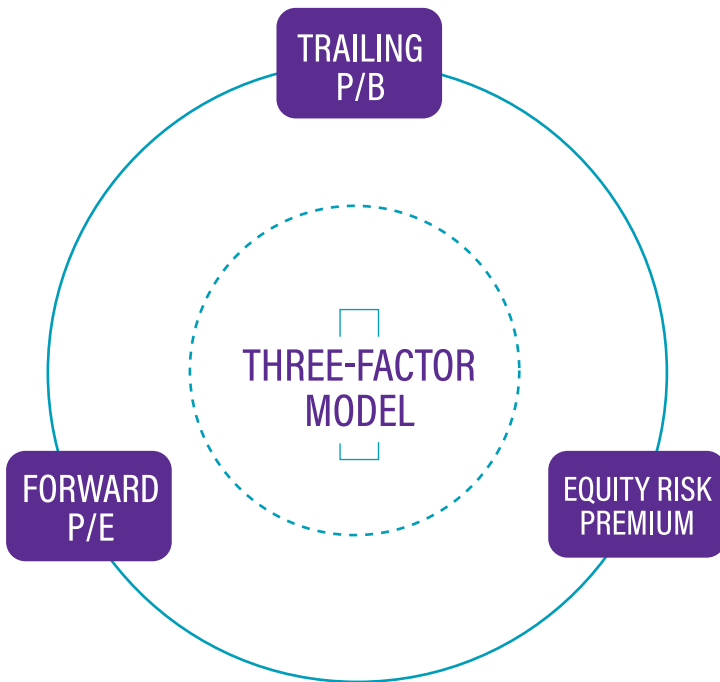 TRAILING
P/B
THREE-FACTOR
MODEL
FORWARD
P/E
EQUITY RISK
PREMIUM